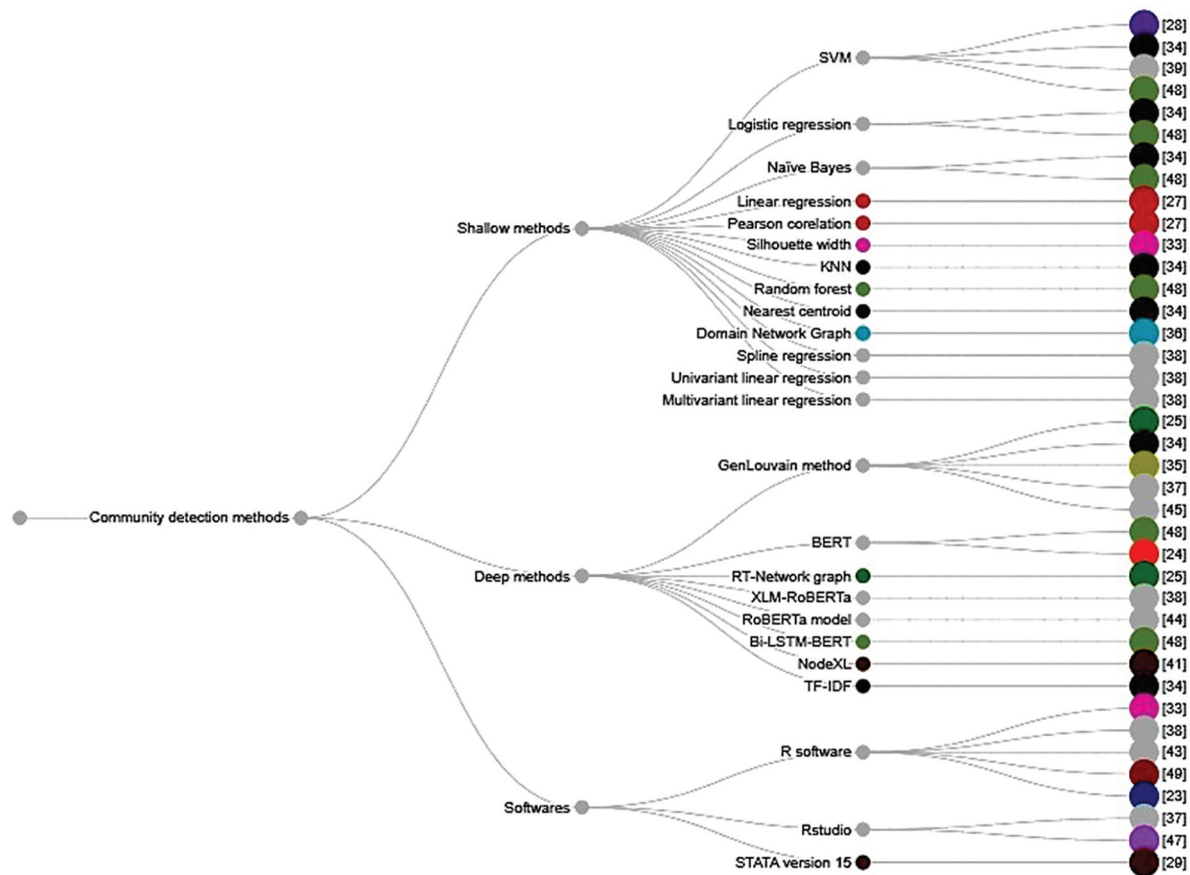 Community detection methods
Shallow methods
SVM
[28]
[34]
[39]
[48]
Logistic regression
[34]
[48]
Naïve Bayes
[34]
[48]
Linear regression
[27]
Pearson corelation
[27]
Silhouette width
[33]
KNN
[34]
Random forest
[48]
Nearest centroid
[34]
Domain Network Graph
[36]
Spline regression
[38]
Univariant linear regression
[38]
Multivariant linear regression
[38]
Deep methods
GenLouvain method
[25]
[34]
[35]
[37]
[45]
BERT
[48]
[24]
RT-Network graph
[25]
XLM-RoBERTa
[38]
RoBERTa model
[44]
Bi-LSTM-BERT
[48]
NodeXL
[41]
TF-IDF
[34]
Softwares
R software
[33]
[38]
[43]
[49]
[23]
Rstudio
[37]
[47]
STATA version 15
[29]